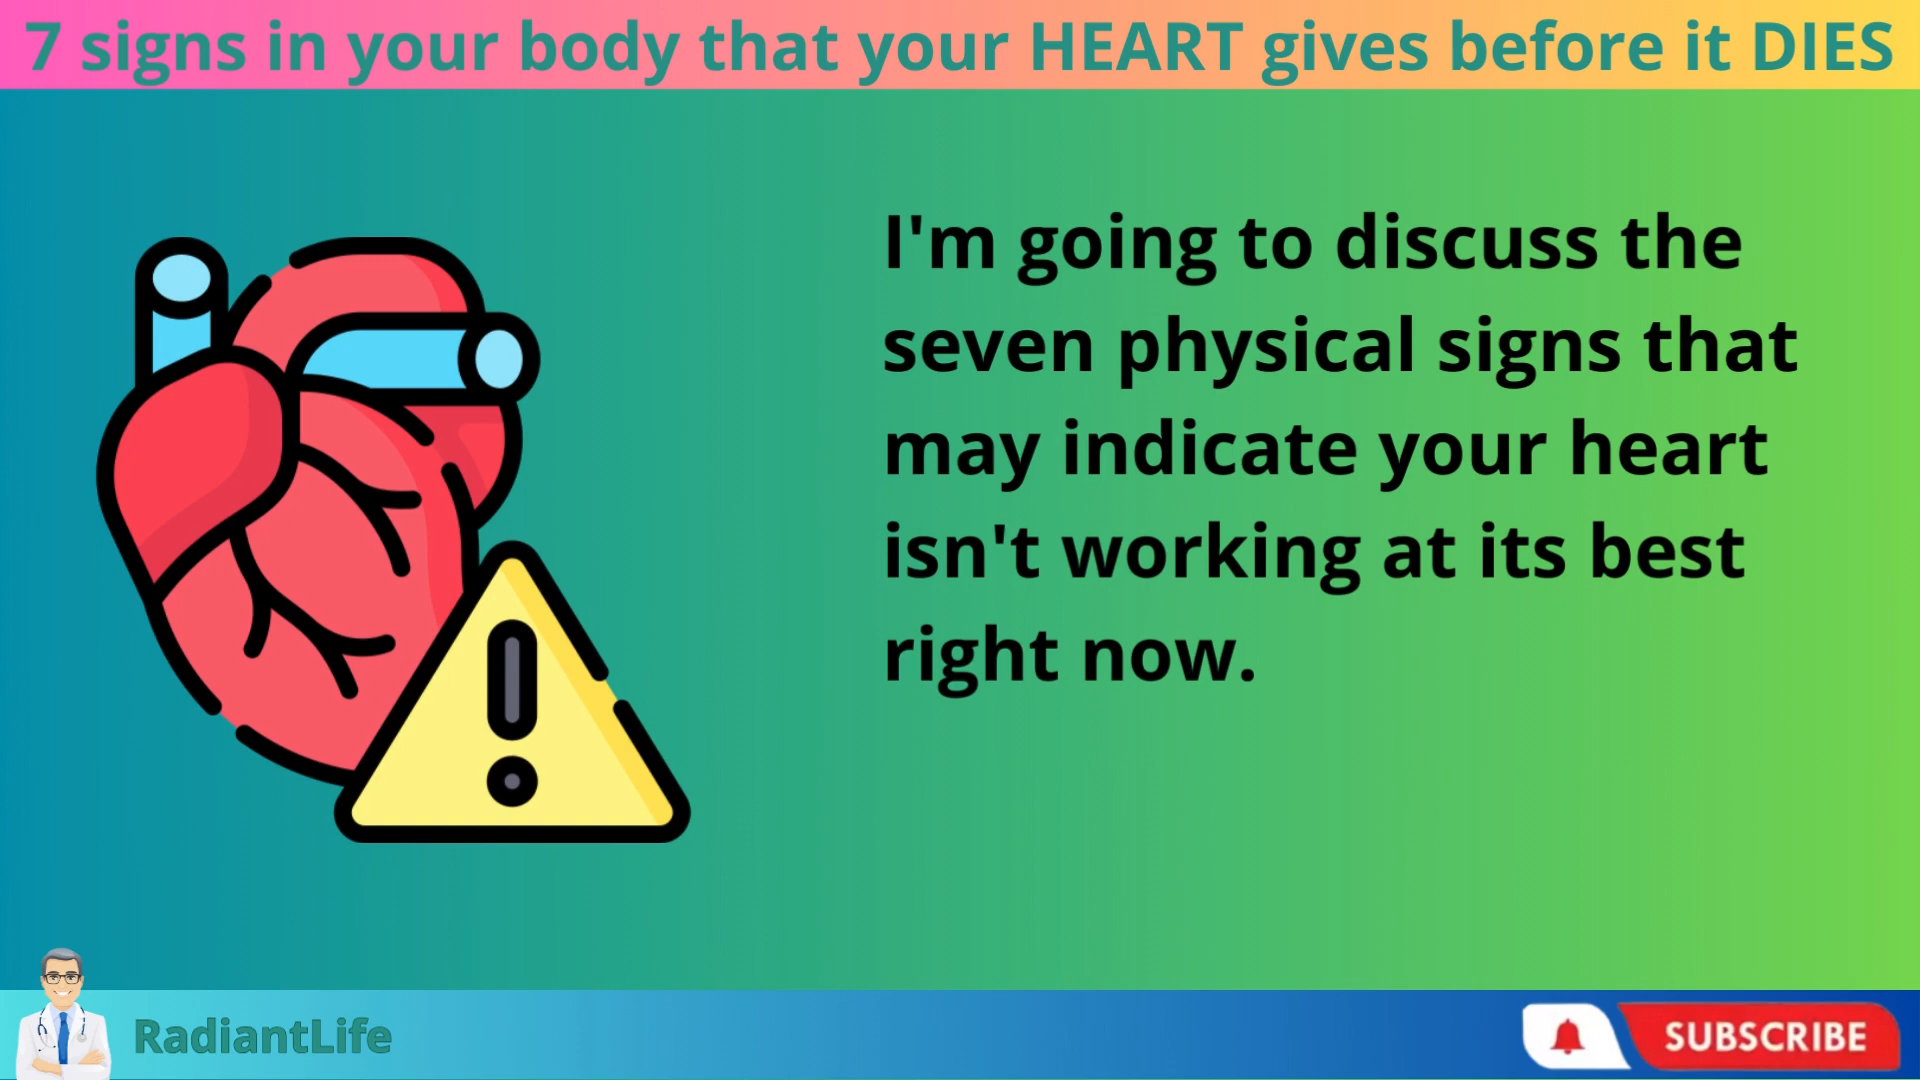 7 signs in your body that your HEART gives before it DIES
I'm going to discuss the
seven physical signs that
may indicate your heart
isn't working at its best
right now.
RadiantLife
SUBSCRIBE